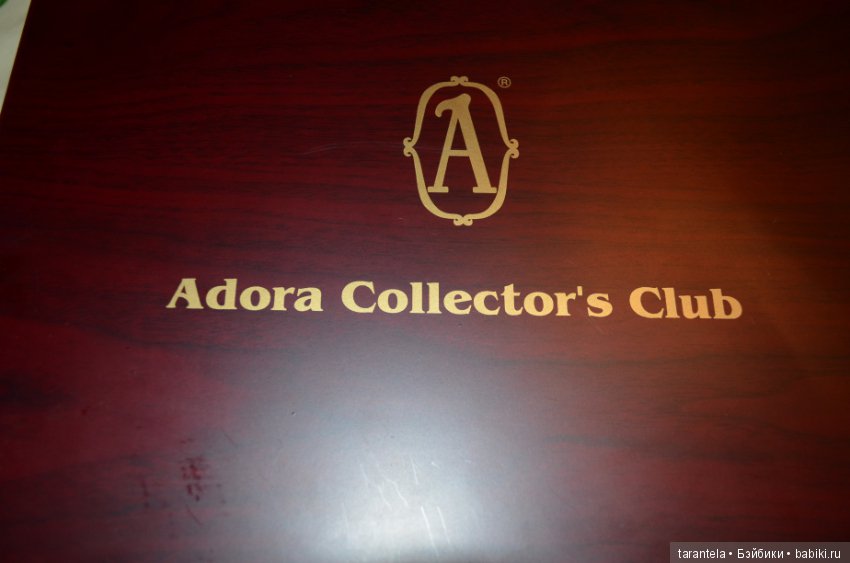 A ®
Adora Collector's Club
tarantela • Бэйбики • babiki.ru